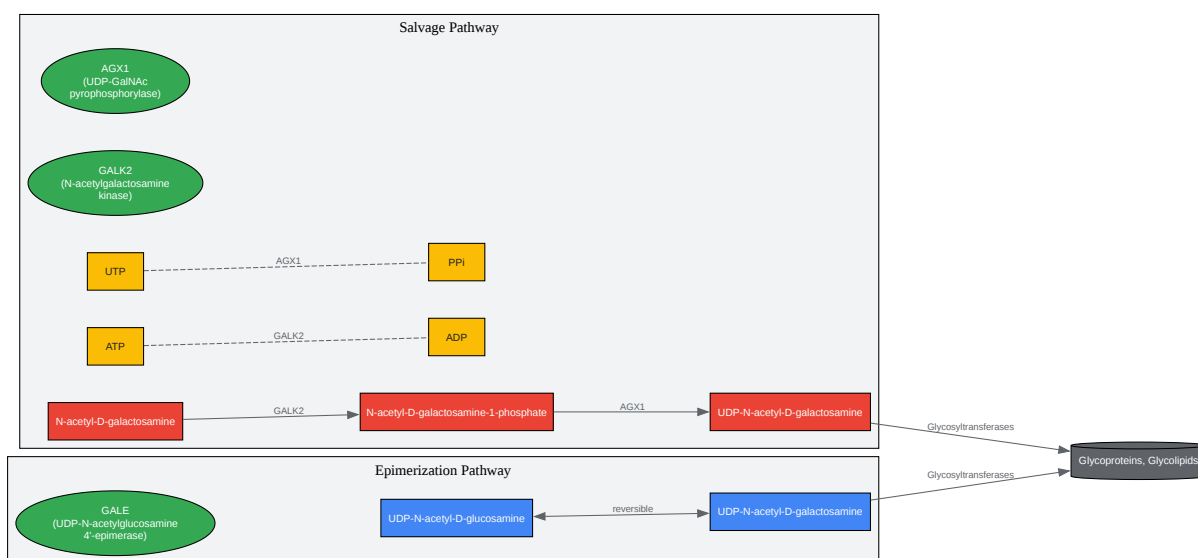 Salvage Pathway
AGX1
(UDP-GalNAc
pyrophosphorylase)
GALK2
(N-acetylgalactosamine
kinase)
UTP
AGX1
PPi
ATP
GALK2
ADP
N-acetyl-D-galactosamine
GALK2
N-acetyl-D-galactosamine-1-phosphate
AGX1
UDP-N-acetyl-D-galactosamine
Glycosyltransferases
Glycoproteins, Glycolipids
Glycosyltransferases
Epimerization Pathway
GALE
(UDP-N-acetylglucosamine
4'-epimerase)
UDP-N-acetyl-D-glucosamine
reversible
UDP-N-acetyl-D-galactosamine